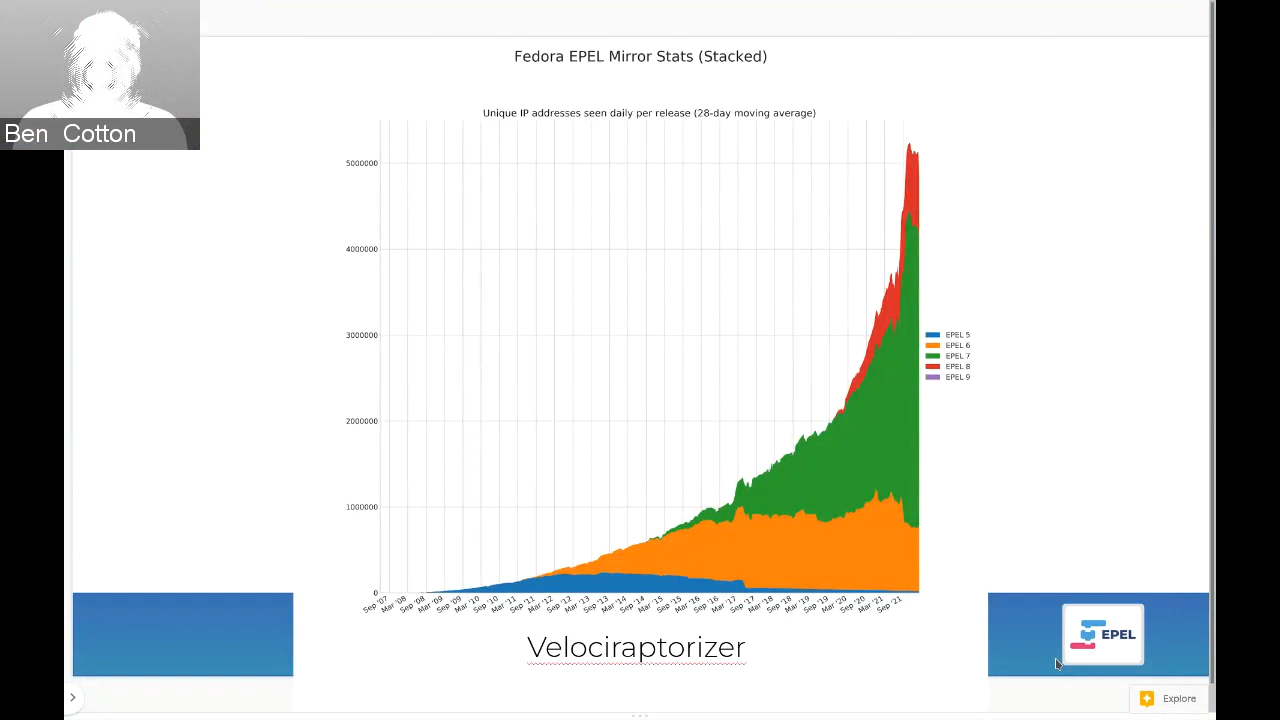 Ben Cotton
Fedora EPEL Mirror Stats (Stacked)
Unique IP addresses seen daily per release (28-day moving average)
5000000
4000000
3000000
2000000
1000000
0
EPEL 5
EPEL 6
EPEL 7
EPEL 8
EPEL 9
Sep '07
Mar '08
Sep '08
Mar '09
Sep '09
Mar '10
Sep '10
Mar '11
Sep '11
Mar '12
Sep '12
Mar '13
Sep '13
Mar '14
Sep '14
Mar '15
Sep '15
Mar '16
Sep '16
Mar '17
Sep '17
Mar '18
Sep '18
Mar '19
Sep '19
Mar '20
Sep '20
Mar '21
Sep '21
Velociraptorizer
EPEL
Explore